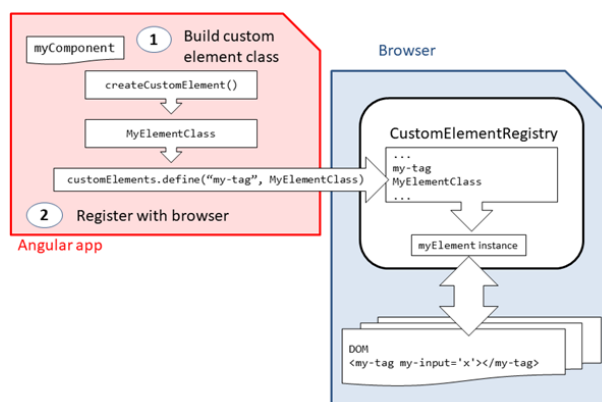 1
Build custom
element class
myComponent
createCustomElement()
MyElementClass
customElements.define(“my-tag”, MyElementClass)
2
Register with browser
Angular app
Browser
CustomElementRegistry
...
my-tag
MyElementClass
...
myElement instance
DOM
<my-tag my-input='x'></my-tag>